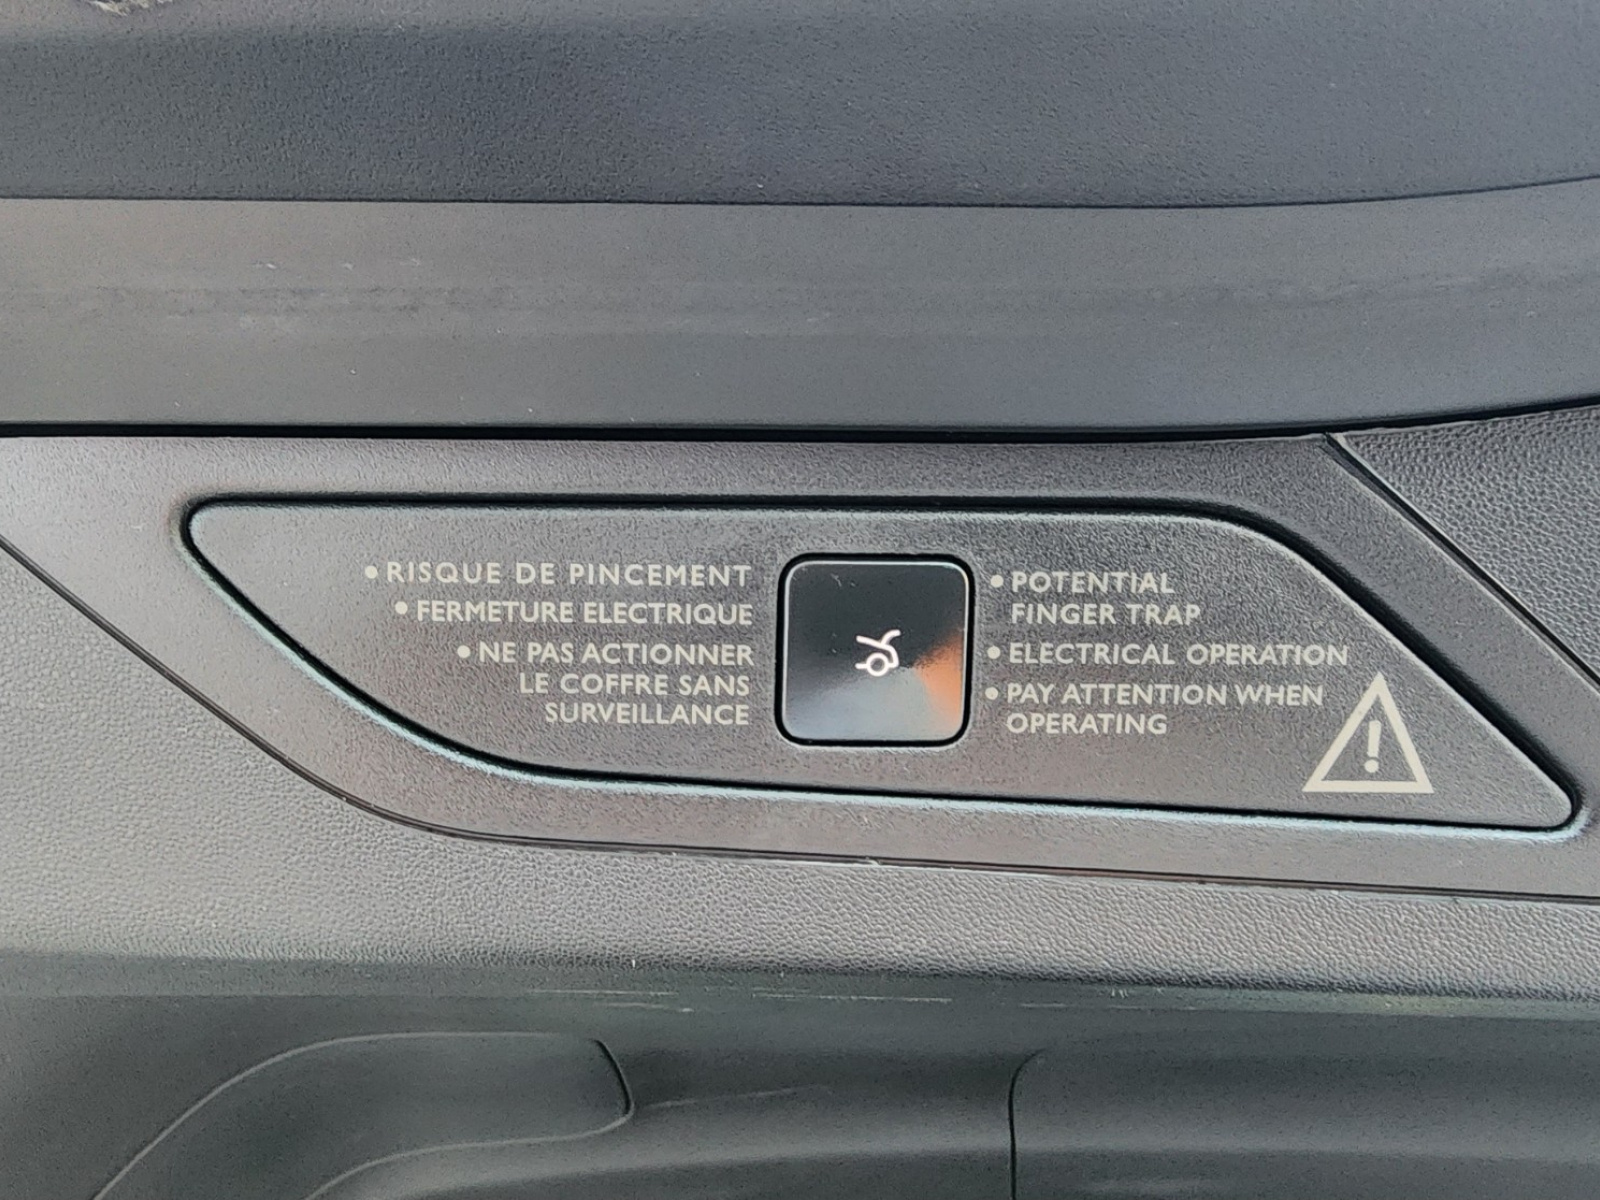 • RISQUE DE PINCEMENT
• FERMETURE ELECTRIQUE
• NE PAS ACTIONNER
LE COFFRE SANS
SURVEILLANCE
• POTENTIAL
FINGER TRAP
• ELECTRICAL OPERATION
• PAY ATTENTION WHEN
OPERATING